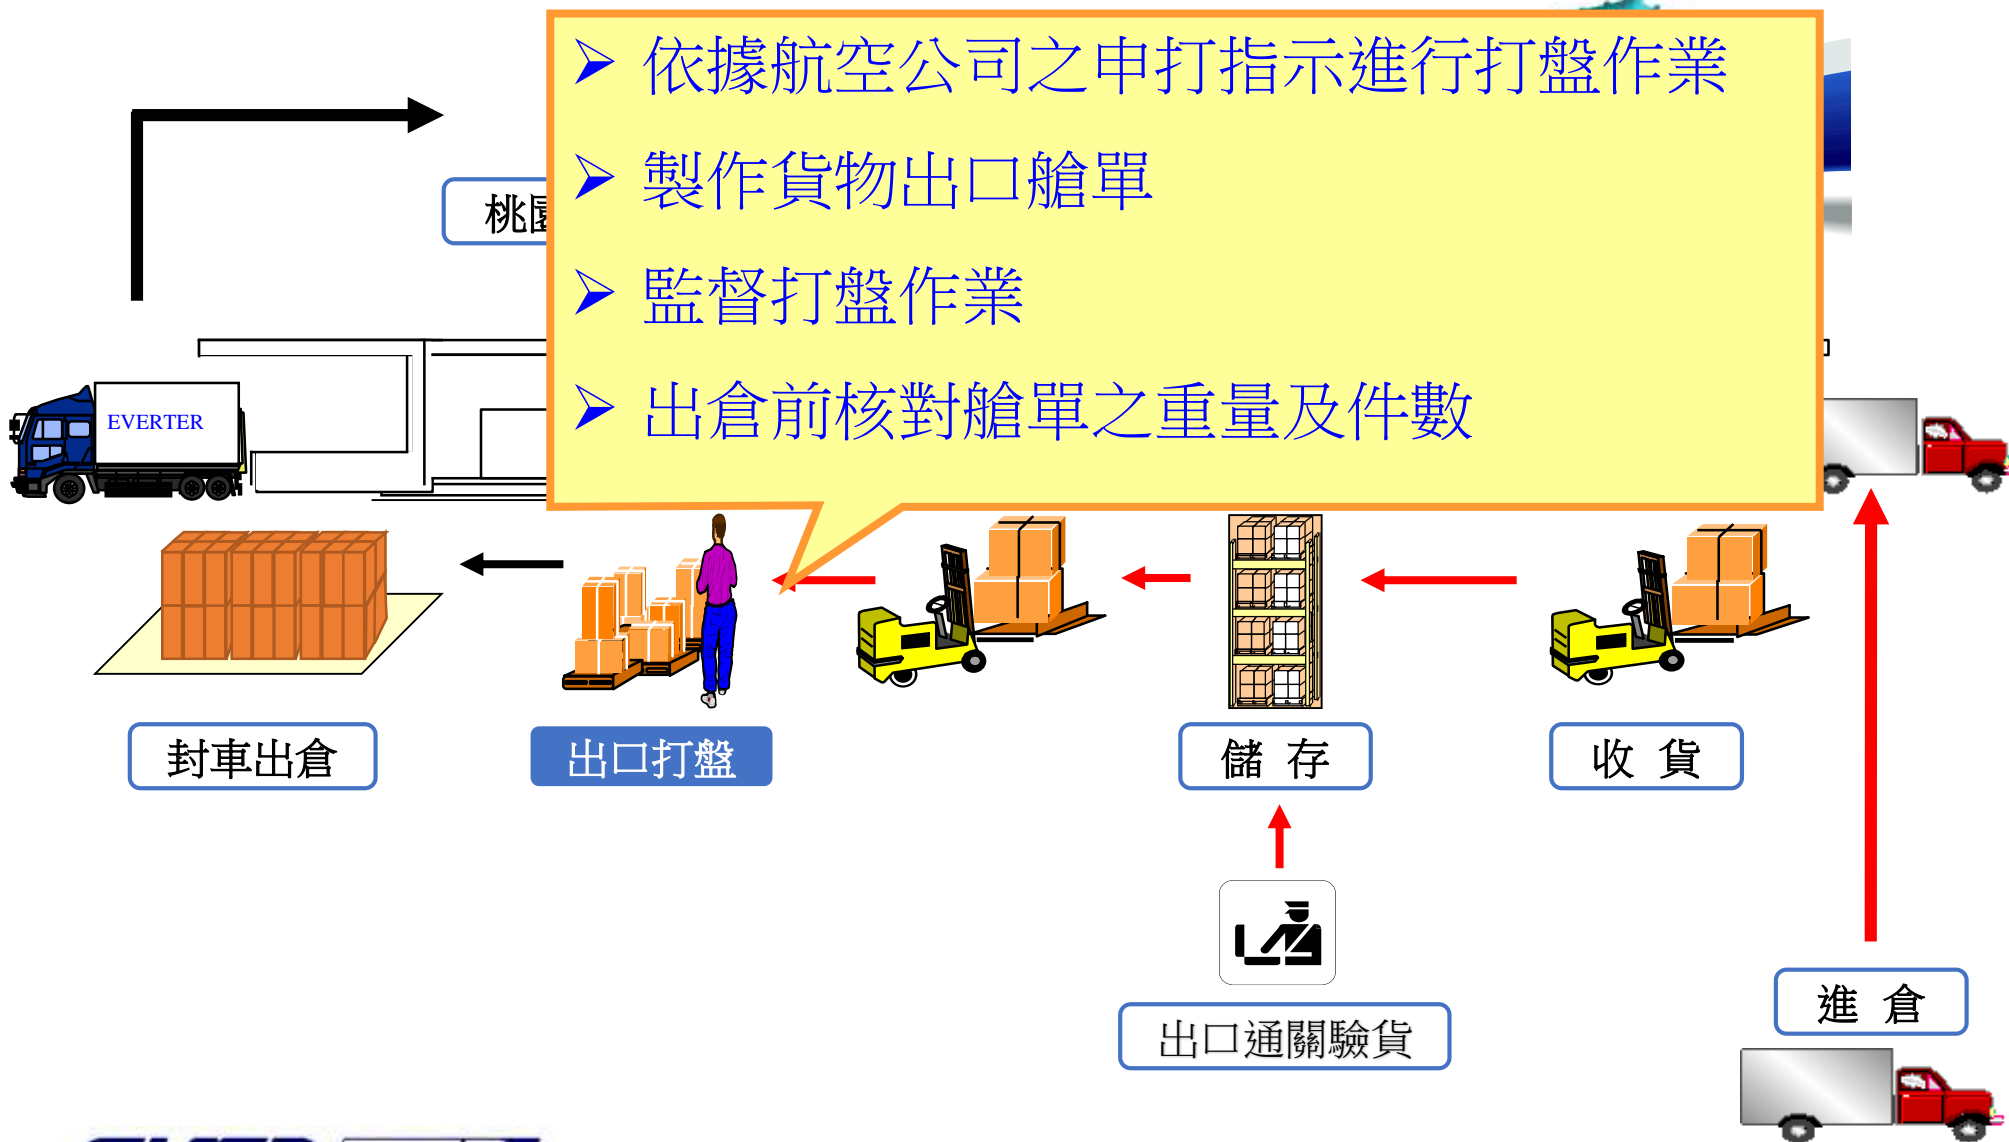 依據航空公司之申打指示進行打盤作業
製作貨物出口艙單
監督打盤作業
出倉前核對艙單之重量及件數
桃園
EVERTER
封車出倉
出口打盤
儲 存
收 貨
進 倉
出口通關驗貨